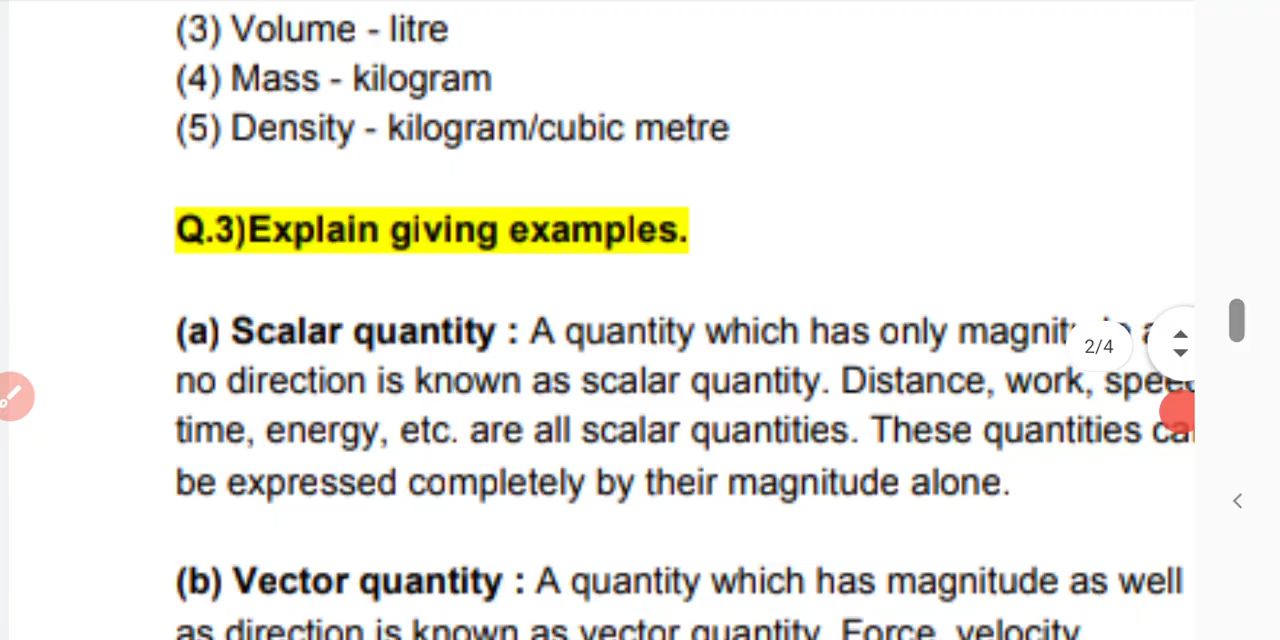 (3) Volume - litre
(4) Mass - kilogram
(5) Density - kilogram/cubic metre
Q.3)Explain giving examples.
(a) Scalar quantity : A quantity which has only
2/4
no direction is known as scalar quantity. Distance, work,
time, energy, etc. are all scalar quantities. These quantities
be expressed completely by their magnitude alone.
(b) Vector quantity : A quantity which has magnitude as well
as direction is known as vector quantity. Force, velocity